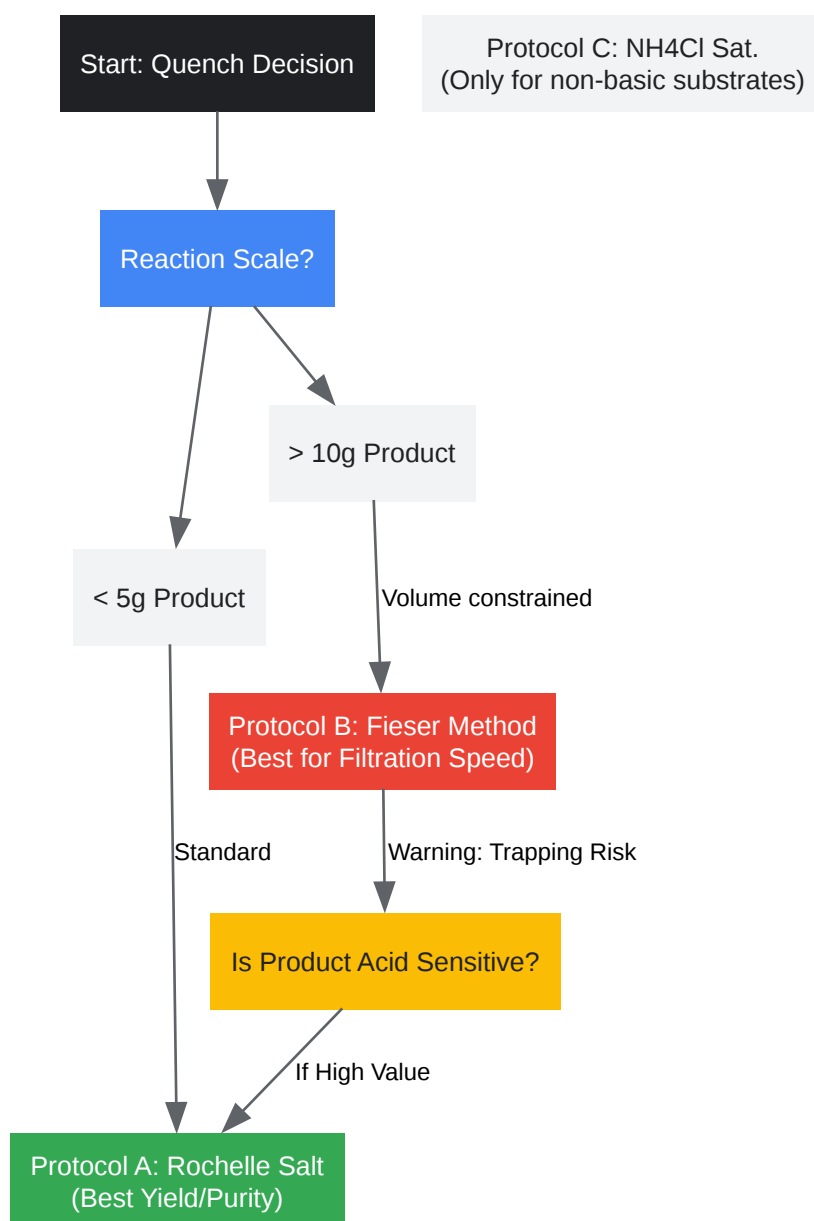 Start: Quench Decision
Protocol C: NH4Cl Sat.
(Only for non-basic substrates)
Reaction Scale?
> 10g Product
< 5g Product
Volume constrained
Protocol B: Fieser Method
(Best for Filtration Speed)
Standard
Warning: Trapping Risk
Is Product Acid Sensitive?
If High Value
Protocol A: Rochelle Salt
(Best Yield/Purity)